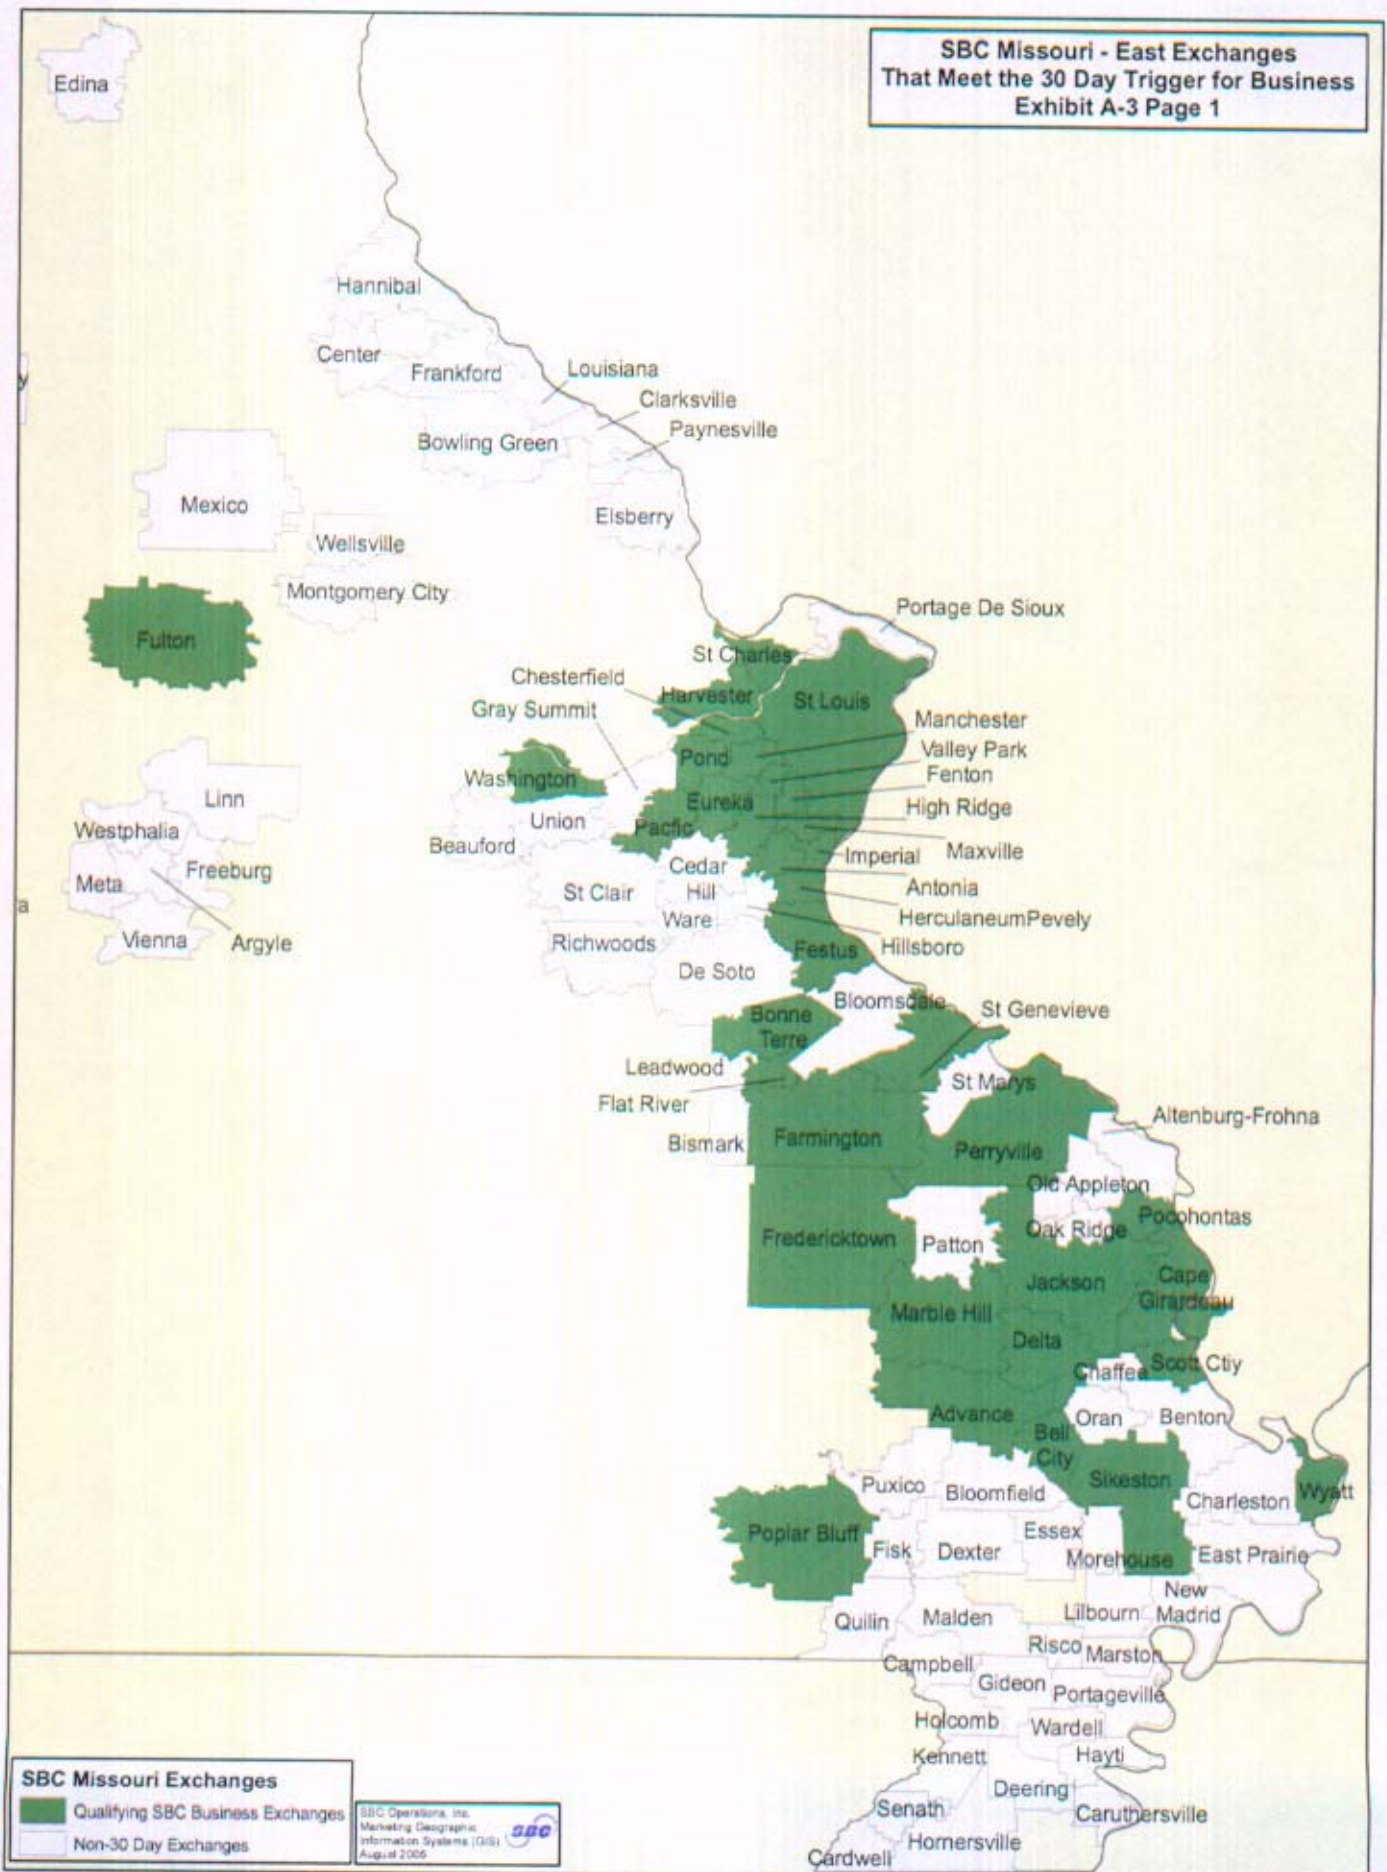 SBC Missouri - East Exchanges
That Meet the 30 Day Trigger for Business
Exhibit A-3 Page 1
Edina
Hannibal
Center
Frankford
Louisiana
Clarksville
Bowling Green
Paynesville
Mexico
Elsberry
Wellsville
Montgomery City
Fulton
Portage De Sioux
St Charles
Chesterfield
Harvester
St Louis
Gray Summit
Manchester
Pond
Valley Park
Washington
Fenton
Linn
Eureka
High Ridge
Union
Pacfic
Westphalia
Beauford
Imperial
Maxville
Cedar
Hill
Freeburg
Meta
St Clair
Antonia
Ware
HerculaneumPevely
Vienna
Argyle
Richwoods
Festus
Hillsboro
De Soto
Bloomsdale
St Genevieve
Bonne
Terre
Leadwood
St Marys
Flat River
Altenburg-Frohna
Bismark
Farmington
Perryville
Old Appleton
Pocohontas
Fredericktown
Patton
Oak Ridge
Jackson
Cape
Girardeau
Marble Hill
Delta
Chaffee
Scott Ctiy
Advance
Oran
Benton
Bell
City
Sikeston
Puxico
Bloomfield
Charleston
Wyatt
Poplar Bluff
Fisk
Dexter
Essex
Morehouse
East Prairie
New
Madrid
Quilin
Malden
Lilbourn
Risco
Marston
Campbell
Gideon
Portageville
Holcomb
Wardell
Kennett
Hayti
Deering
Senath
Caruthersville
Hornersville
Cardwell
y
a
SBC Missouri Exchanges
Qualifying SBC Business Exchanges
Non-30 Day Exchanges
SBC Operations, Inc.
Marketing Geographic
Information Systems (GIS)
August 2005
SBC